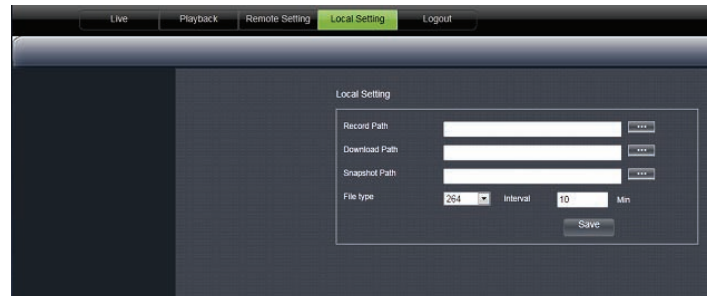 Live Playback Remote Setting Local Setting Logout
Local Setting
Record Path ...
Download Path ...
Snapshot Path ...
File type 264 Interval 10 Min
Save